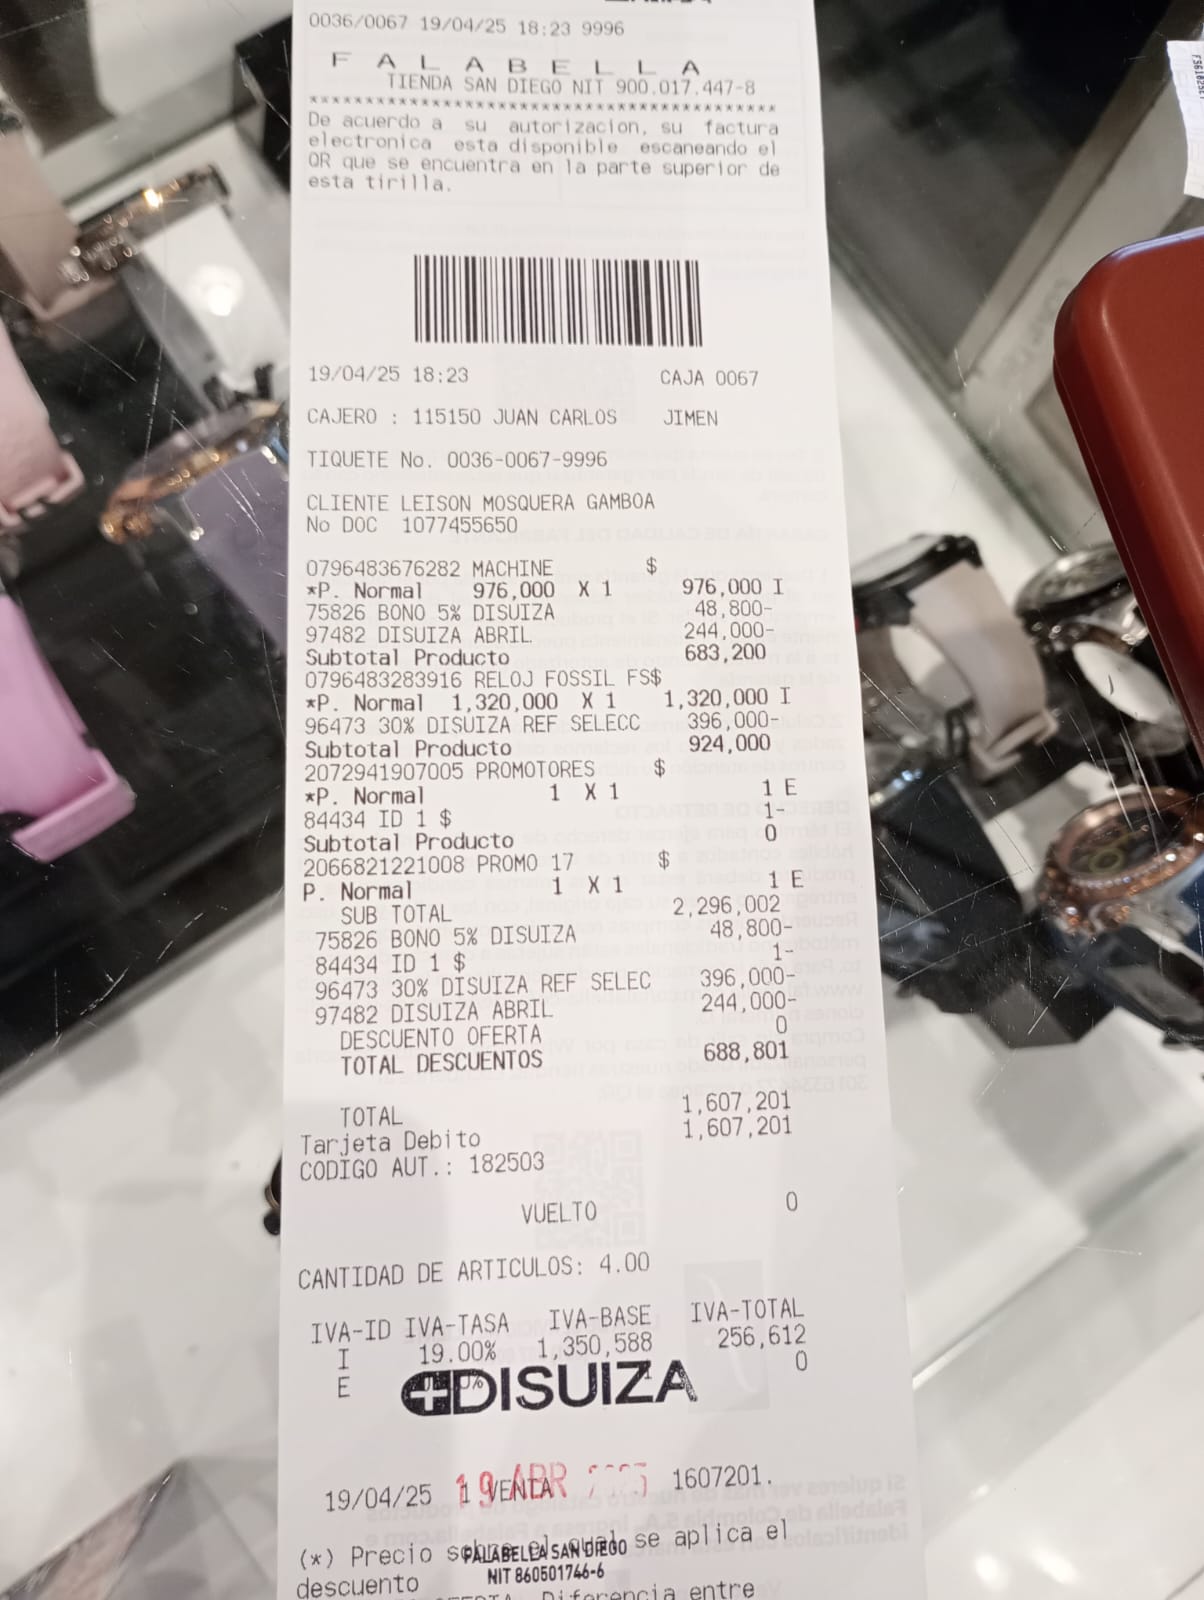 0036/0067 19/04/25 18:23 9996
F A L A B E L L A
TIENDA SAN DIEGO NIT 900.017.447-8
******************************************
De acuerdo a su autorizacion, su factura
electronica esta disponible escaneando el
QR que se encuentra en la parte superior de
esta tirilla.
19/04/25 18:23 CAJA 0067
CAJERO : 115150 JUAN CARLOS JIMEN
TIQUETE No. 0036-0067-9996
CLIENTE LEISON MOSQUERA GAMBOA
No DOC 1077455650
0796483676282 MACHINE $
*P. Normal 976,000 X 1 976,000 I
75826 BONO 5% DISUIZA 48,800-
97482 DISUIZA ABRIL 244,000-
Subtotal Producto 683,200
0796483283916 RELOJ FOSSIL FS$
*P. Normal 1,320,000 X 1 1,320,000 I
96473 30% DISUIZA REF SELECC 396,000-
Subtotal Producto 924,000
2072941907005 PROMOTORES $
*P. Normal 1 X 1 1 E
84434 ID 1 $ 1-
Subtotal Producto 0
2066821221008 PROMO 17 $
P. Normal 1 X 1 1 E
SUB TOTAL 2,296,002
75826 BONO 5% DISUIZA 48,800-
84434 ID 1 $ 1-
96473 30% DISUIZA REF SELEC 396,000-
97482 DISUIZA ABRIL 244,000-
DESCUENTO OFERTA 0
TOTAL DESCUENTOS 688,801
TOTAL 1,607,201
Tarjeta Debito 1,607,201
CODIGO AUT.: 182503
VUELTO 0
CANTIDAD DE ARTICULOS: 4.00
IVA-ID IVA-TASA IVA-BASE IVA-TOTAL
I 19.00% 1,350,588 256,612
E 0
DISUIZA
19/04/25 1 VENTA 1607201.
19 ABR
(*) Precio sobre el cual se aplica el
FALABELLA SAN DIEGO
descuento
NIT 860501746-6
Diferencia entre